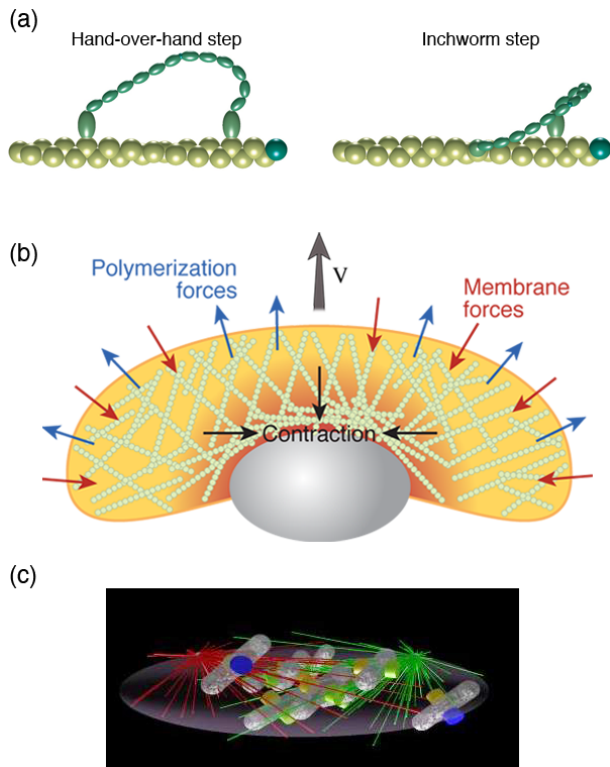 (a)
Hand-over-hand step
Inchworm step
(b)
Polymerization
forces
V
Membrane
forces
Contraction
(c)